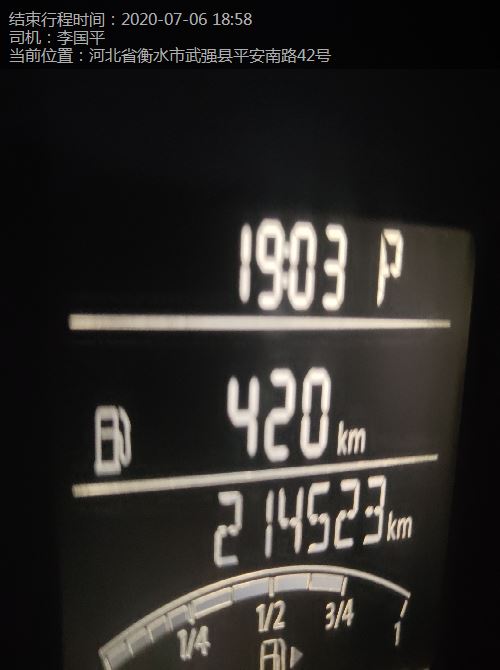 结束行程时间：2020-07-06 18:58
司机：李国平
当前位置：河北省衡水市武强县平安南路42号
19:03 P
420 km
214523 km
1/4 1/2 3/4 1